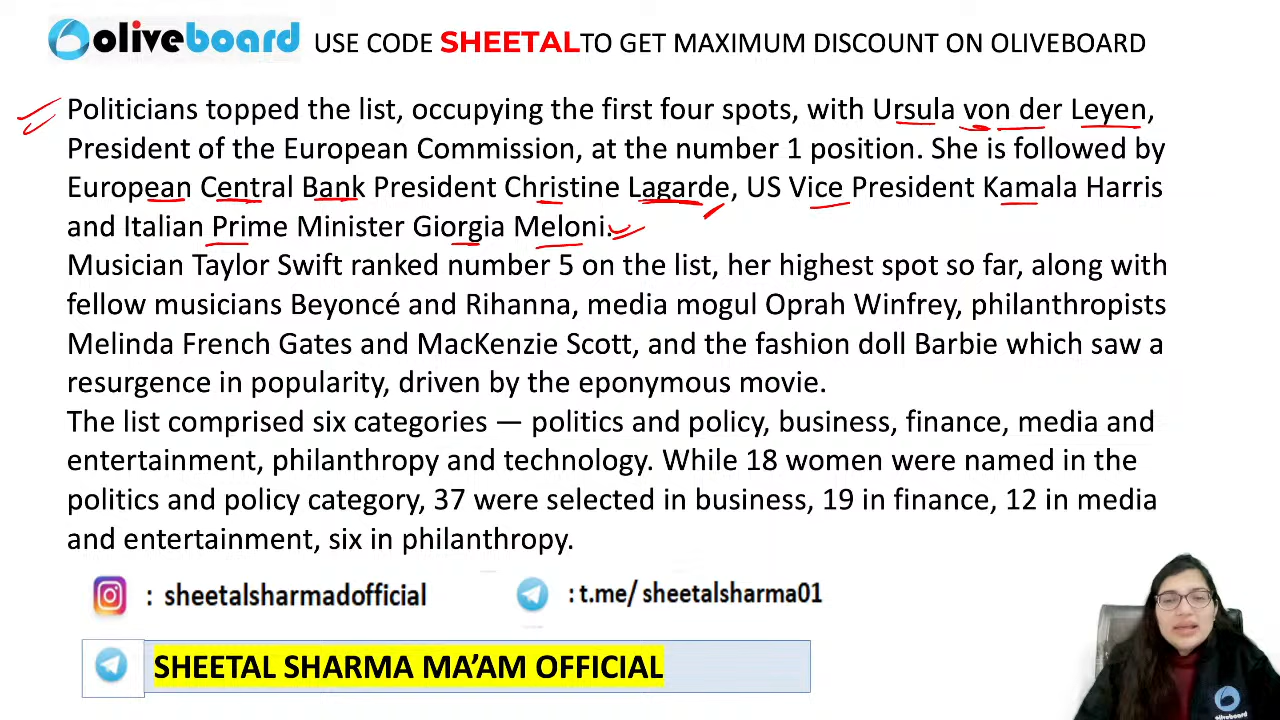 oliveboard USE CODE SHEETAL TO GET MAXIMUM DISCOUNT ON OLIVEBOARD
Politicians topped the list, occupying the first four spots, with Ursula von der Leyen,
President of the European Commission, at the number 1 position. She is followed by
European Central Bank President Christine Lagarde, US Vice President Kamala Harris
and Italian Prime Minister Giorgia Meloni.
Musician Taylor Swift ranked number 5 on the list, her highest spot so far, along with
fellow musicians Beyoncé and Rihanna, media mogul Oprah Winfrey, philanthropists
Melinda French Gates and MacKenzie Scott, and the fashion doll Barbie which saw a
resurgence in popularity, driven by the eponymous movie.
The list comprised six categories — politics and policy, business, finance, media and
entertainment, philanthropy and technology. While 18 women were named in the
politics and policy category, 37 were selected in business, 19 in finance, 12 in media
and entertainment, six in philanthropy.
: sheetalsharmadofficial : t.me/ sheetalsharma01
SHEETAL SHARMA MA’AM OFFICIAL
oliveboard